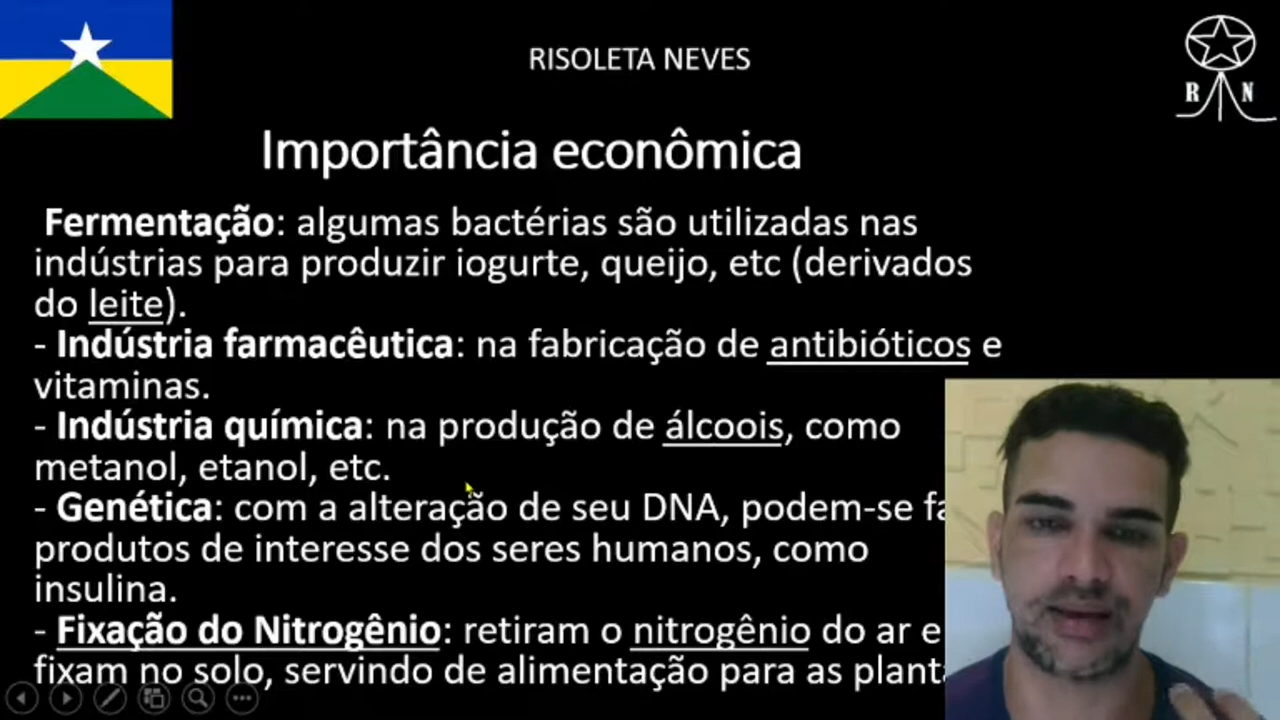 RISOLETA NEVES
R N
Importância econômica
Fermentação: algumas bactérias são utilizadas nas
indústrias para produzir iogurte, queijo, etc (derivados
do leite).
- Indústria farmacêutica: na fabricação de antibióticos e
vitaminas.
- Indústria química: na produção de álcoois, como
metanol, etanol, etc.
- Genética: com a alteração de seu DNA, podem-se
produtos de interesse dos seres humanos, como
insulina.
- Fixação do Nitrogênio: retiram o nitrogênio do ar e
fixam no solo, servindo de alimentação para as